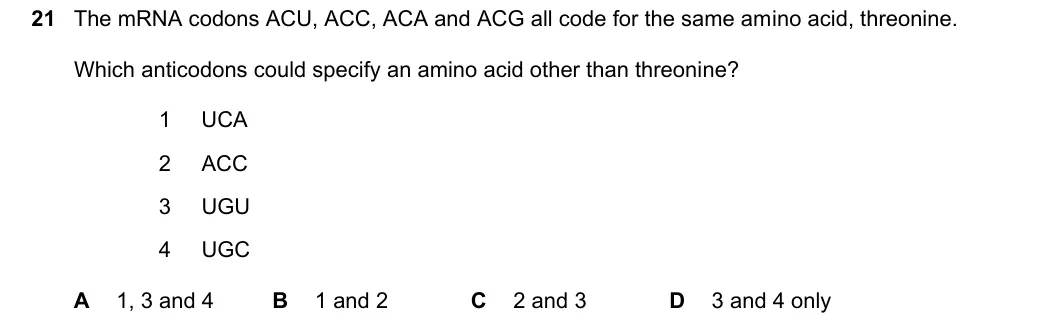 21 The mRNA codons ACU, ACC, ACA and ACG all code for the same amino acid, threonine.
Which anticodons could specify an amino acid other than threonine?
1 UCA
2 ACC
3 UGU
4 UGC
A 1, 3 and 4 B 1 and 2 C 2 and 3 D 3 and 4 only